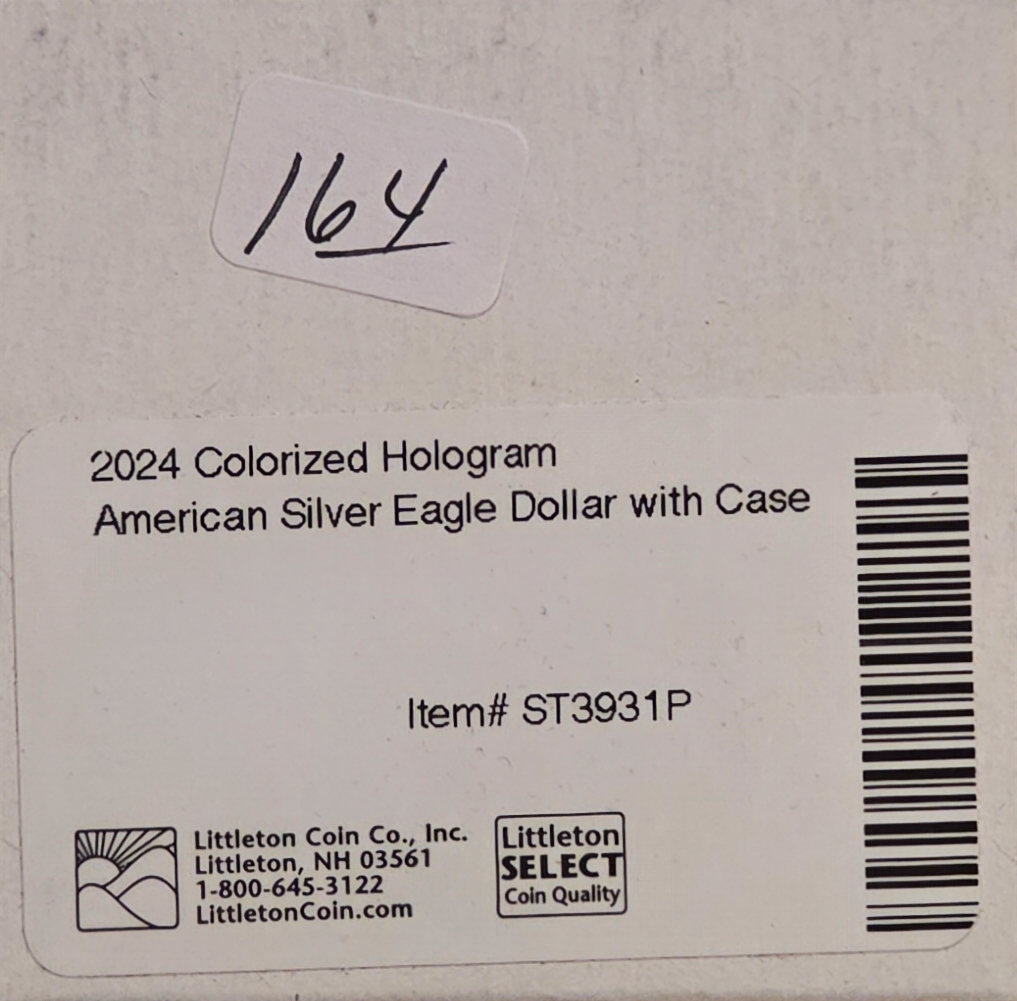 164
2024 Colorized Hologram
American Silver Eagle Dollar with Case
Item# ST3931P
Littleton Coin Co., Inc.
Littleton, NH 03561
1-800-645-3122
LittletonCoin.com
Littleton
SELECT
Coin Quality